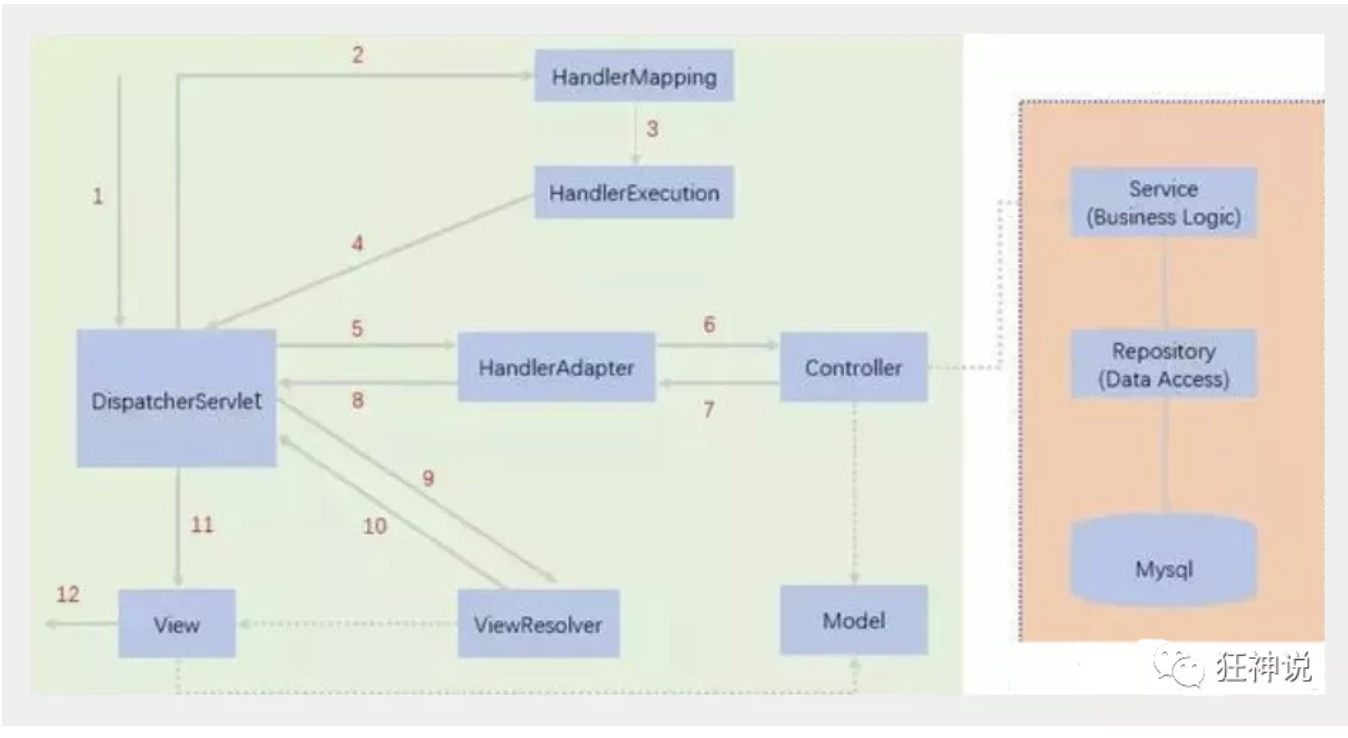 2
HandlerMapping
3
1
HandlerExecution
Service
(Business Logic)
4
5
6
DispatcherServlet
HandlerAdapter
Controller
Repository
(Data Access)
8
7
9
10
11
12
View
ViewResolver
Model
Mysql
狂神说